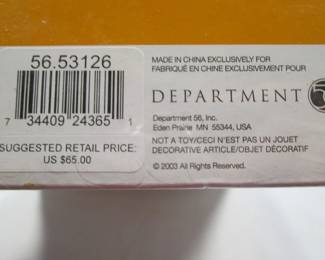 56.53126
7 34409 24365 1
SUGGESTED RETAIL PRICE:
US $65.00
MADE IN CHINA EXCLUSIVELY FOR
FABRIQUÉ EN CHINE EXCLUSIVEMENT POUR
DEPARTMENT
Department 56, Inc.
Eden Prairie MN 55344, USA
NOT A TOY/CECI N'EST PAS UN JOUET
DECORATIVE ARTICLE/OBJET DÉCORATIF
© 2003 All Rights Reserved.